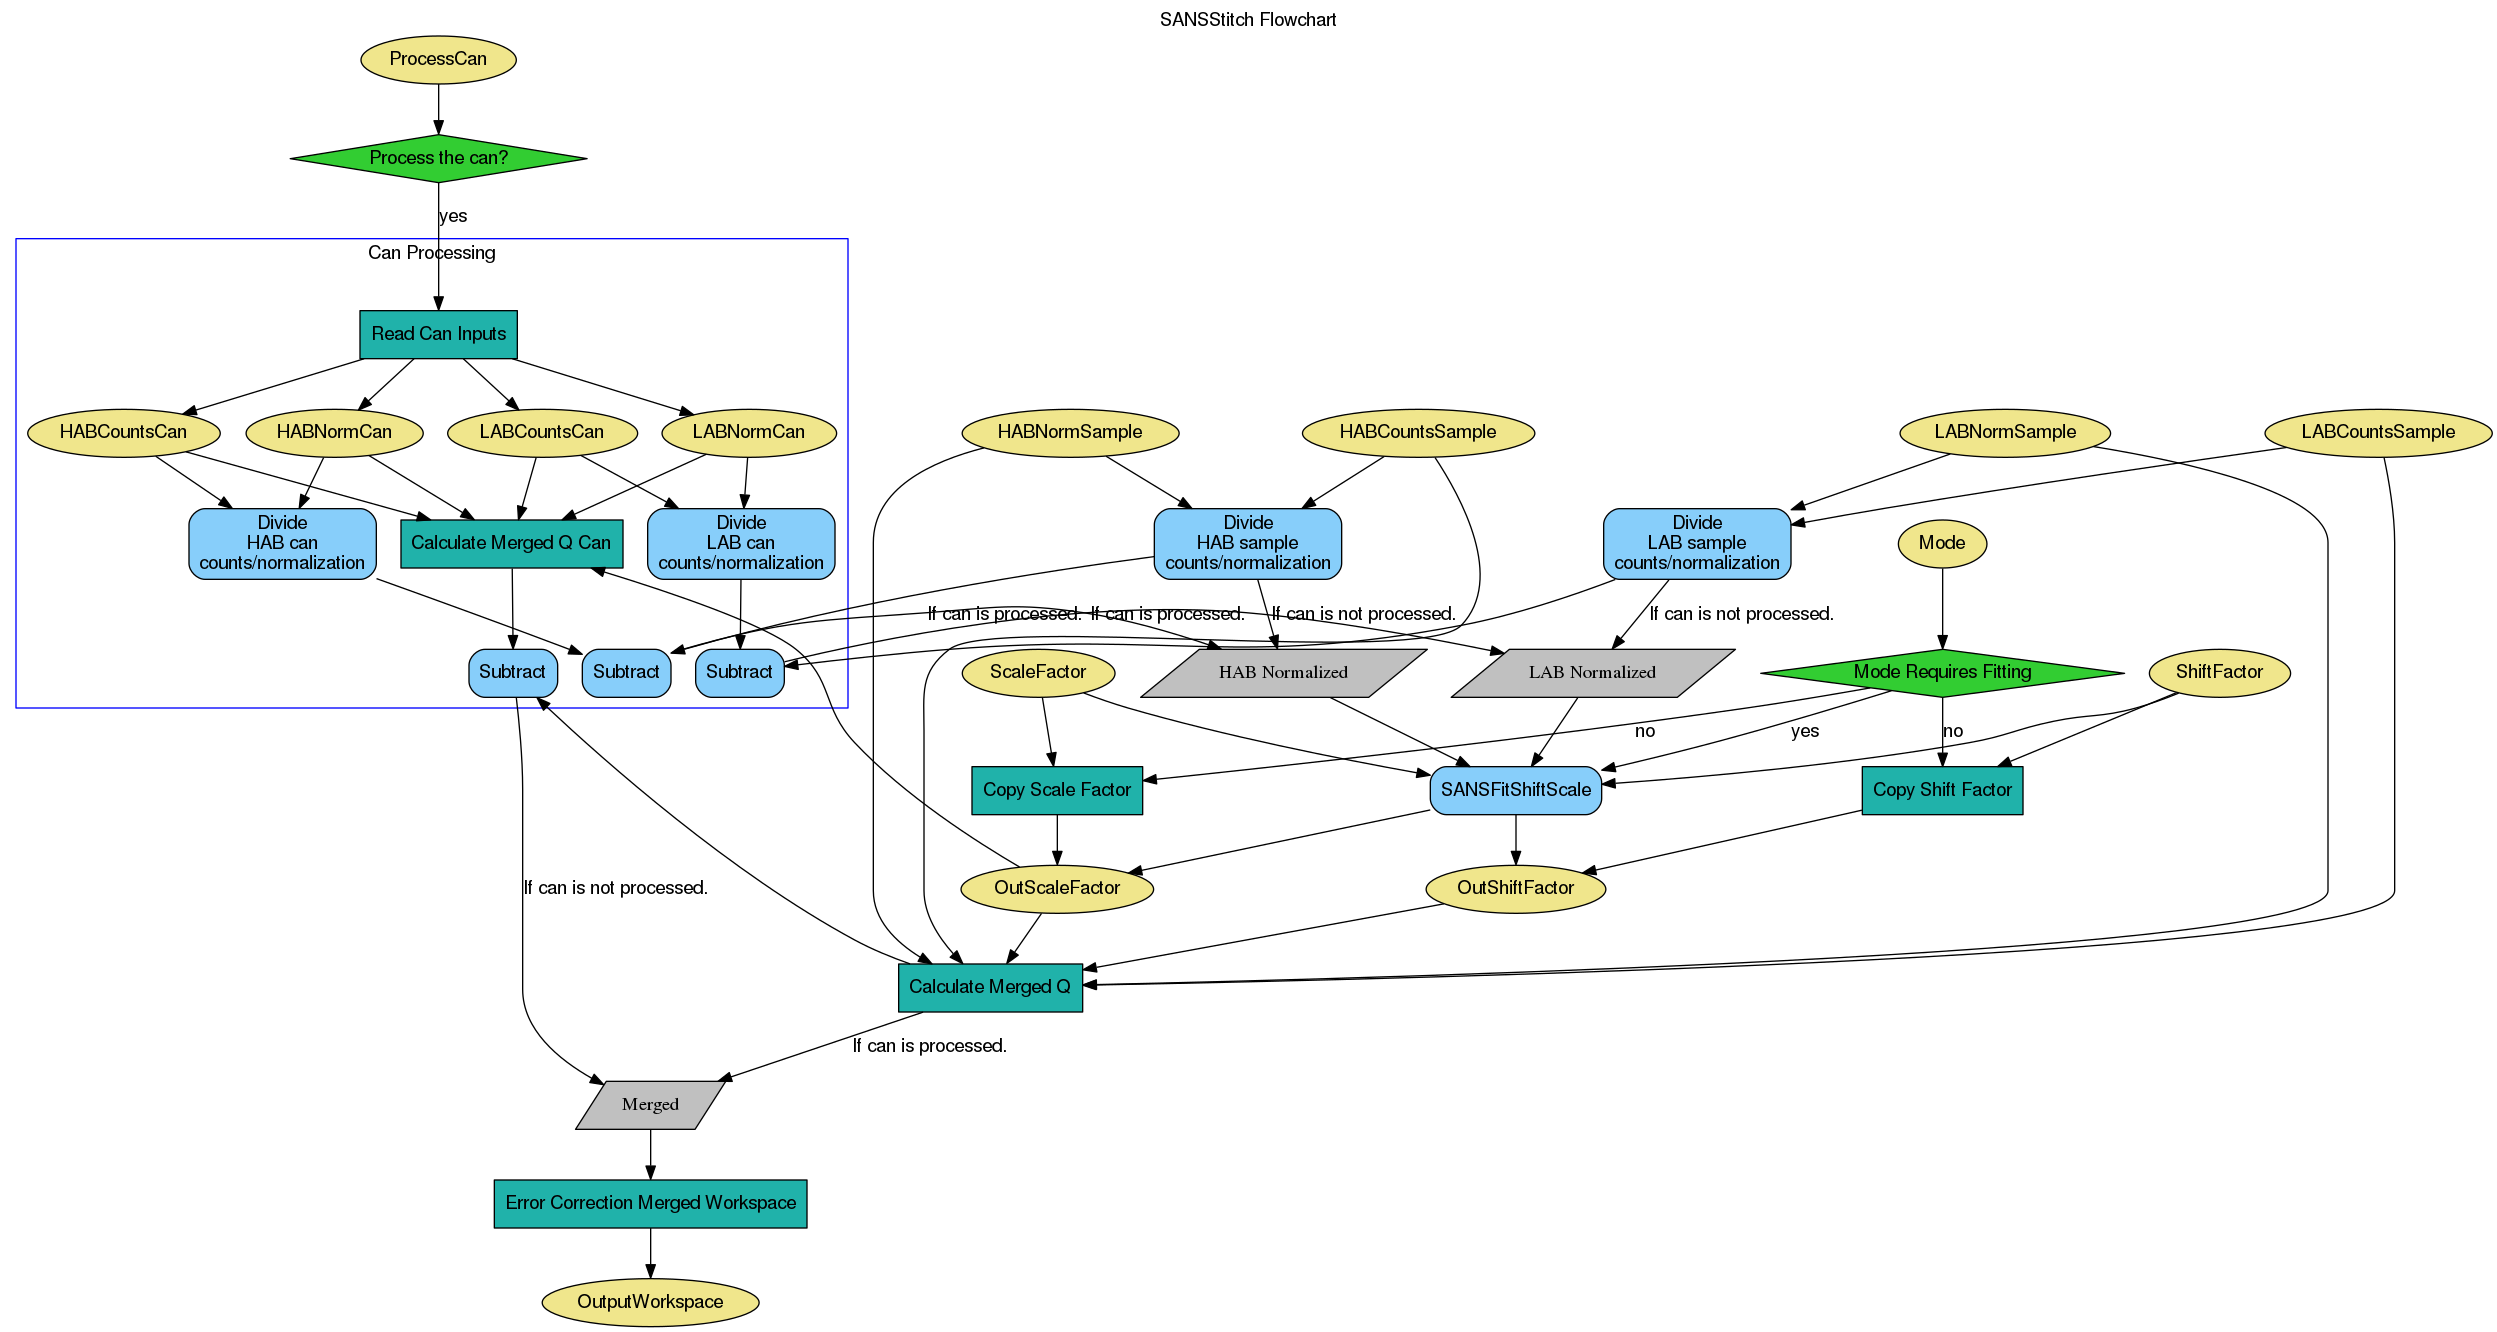 SANSStitch Flowchart
ProcessCan
Process the can?
yes
Can Processing
Read Can Inputs
HABCountsCan
HABNormCan
LABCountsCan
LABNormCan
HABNormSample
HABCountsSample
LABNormSample
LABCountsSample
Divide
HAB can
counts/normalization
Calculate Merged Q Can
Divide
LAB can
counts/normalization
Divide
HAB sample
counts/normalization
Divide
LAB sample
counts/normalization
Mode
If can is processed.
If can is processed.
If can is not processed.
If can is not processed.
Subtract
Subtract
Subtract
ScaleFactor
HAB Normalized
LAB Normalized
Mode Requires Fitting
ShiftFactor
no
yes
no
Copy Scale Factor
SANSFitShiftScale
Copy Shift Factor
If can is not processed.
OutScaleFactor
OutShiftFactor
Calculate Merged Q
If can is processed.
Merged
Error Correction Merged Workspace
OutputWorkspace